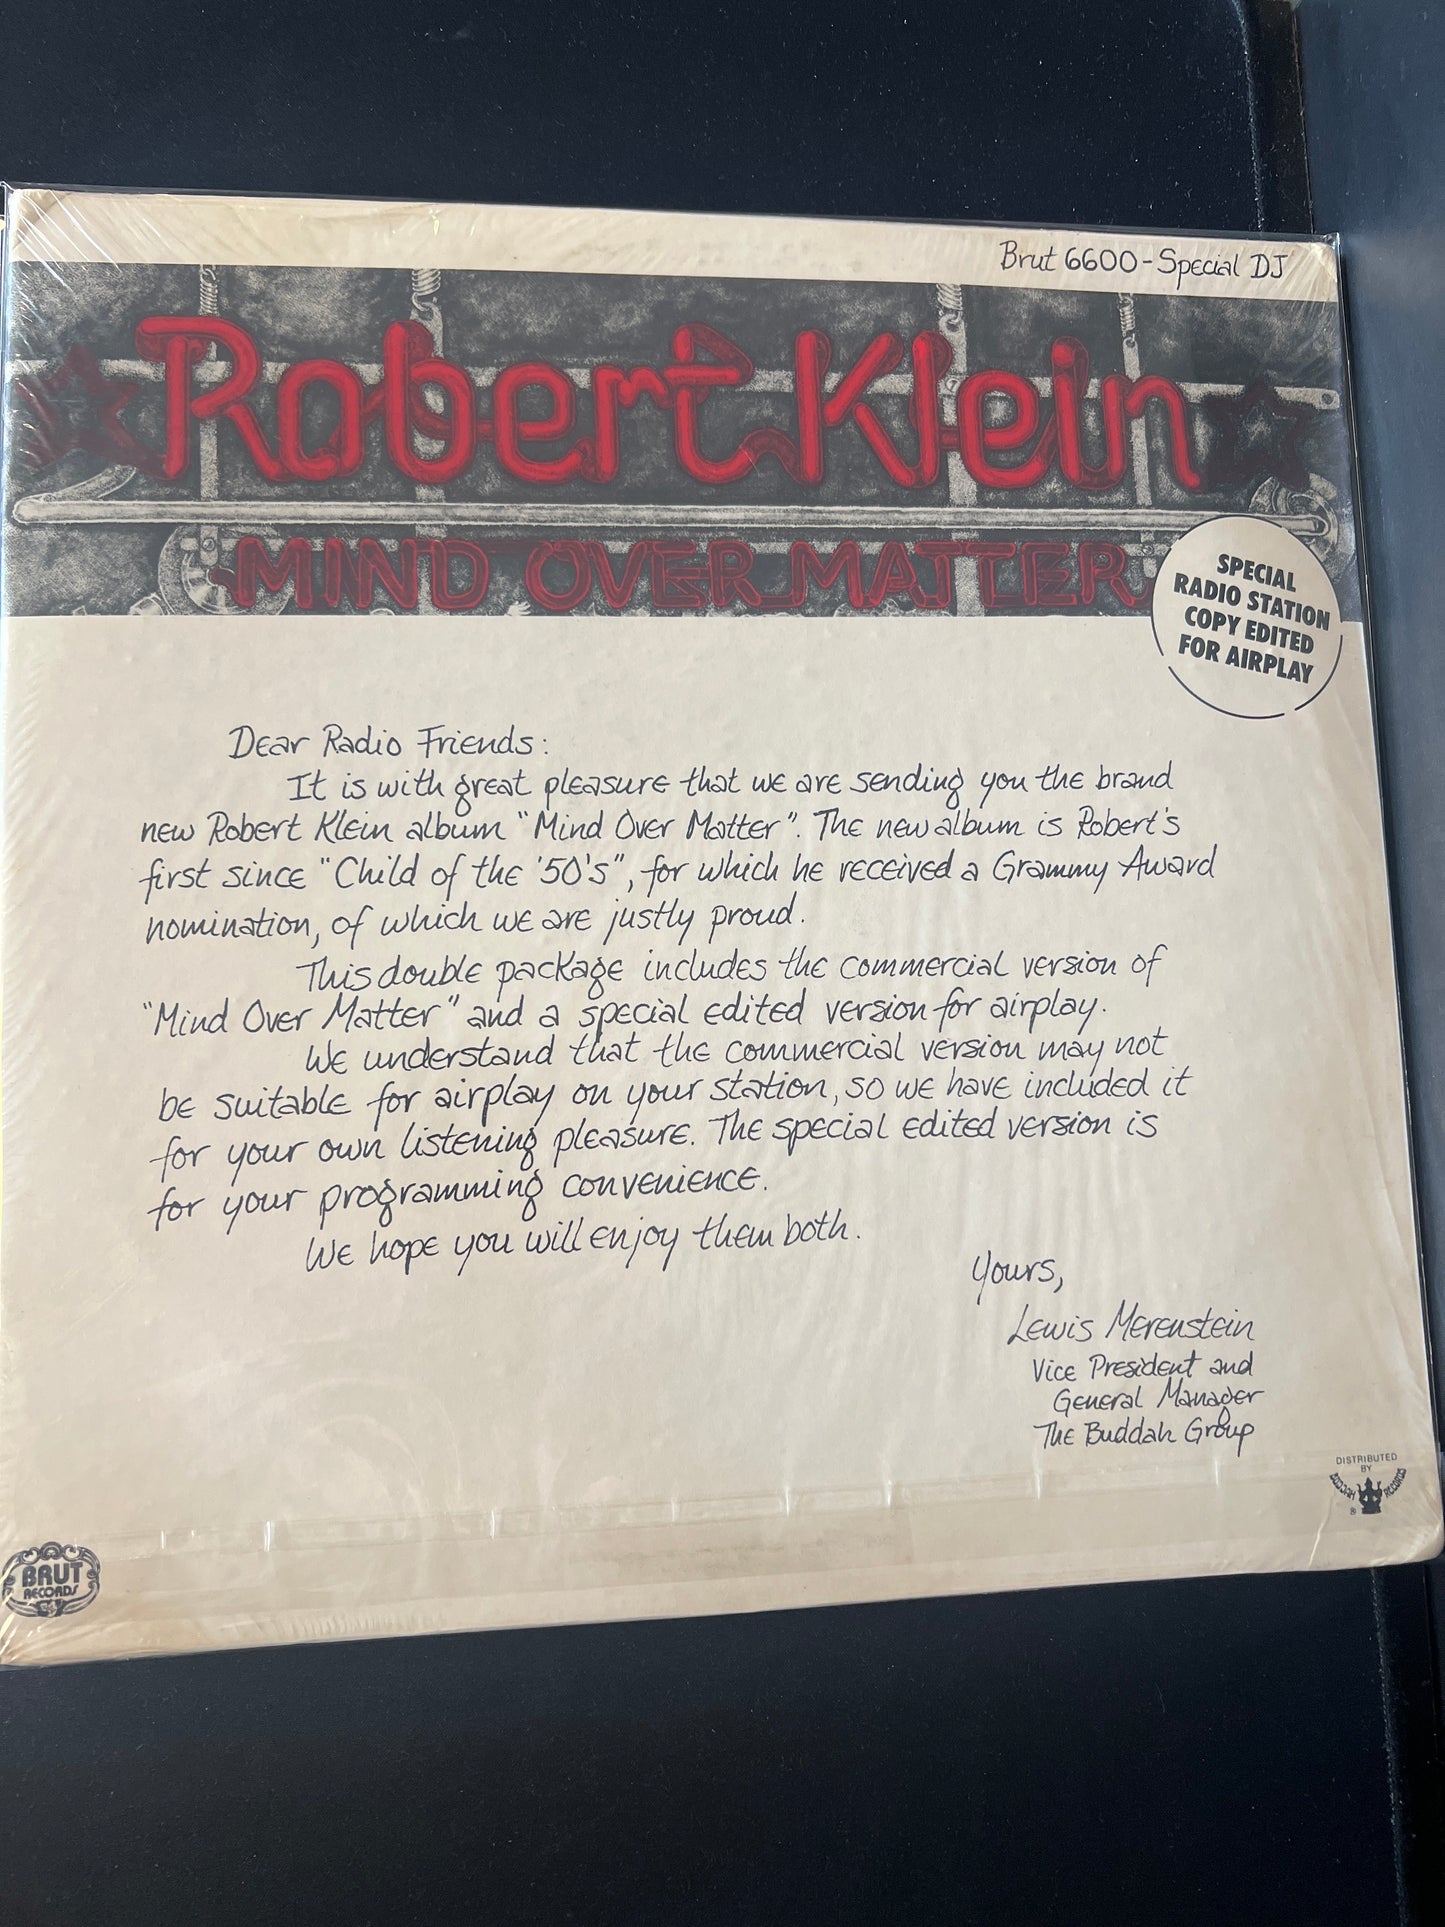 Brut 6600-Special DJ
Robert Klein
MIND OVER MATTER
SPECIAL
RADIO STATION
COPY EDITED
FOR AIRPLAY
Dear Radio Friends:
It is with great pleasure that we are sending you the brand
new Robert Klein album "Mind Over Matter". The new album is Robert's
first since "Child of the '50's", for which he received a Grammy Award
nomination, of which we are justly proud.
This double package includes the commercial version of
"Mind Over Matter" and a special edited version for airplay.
We understand that the commercial version may not
be suitable for airplay on your station, so we have included it
for your own listening pleasure. The special edited version is
for your programming convenience.
We hope you will enjoy them both.
Yours,
Lewis Merenstein
Vice President and
General Manager
The Buddah Group
DISTRIBUTED
BY
BUDDAH RECORDS
®
BRUT
RECORDS